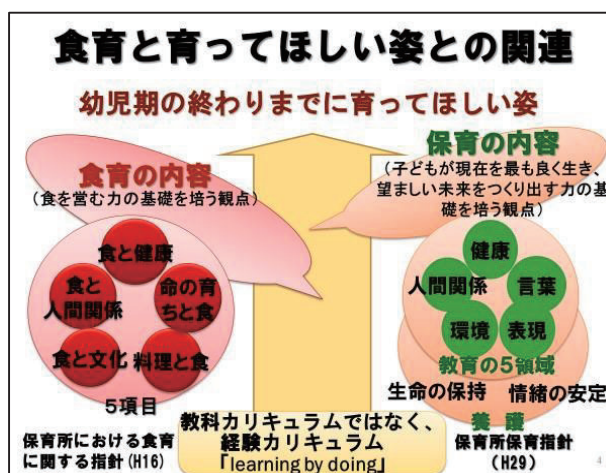 食育と育ってほしい姿との関連
幼児期の終わりまでに育ってほしい姿
食育の内容
(食を営む力の基礎を培う観点)
食と健康
食と
人間関係
命の育
ちと食
食と文化
料理と食
5項目
保育所における食育
に関する指針(H16)
保育の内容
(子どもが現在を最も良く生き、
望ましい未来をつくり出す力の基
礎を培う観点)
健康
人間関係
言葉
環境
表現
教育の5領域
生命の保持
情緒の安定
養護
保育所保育指針
(H29)
教科カリキュラムではなく、
経験カリキュラム
「learning by doing」
4